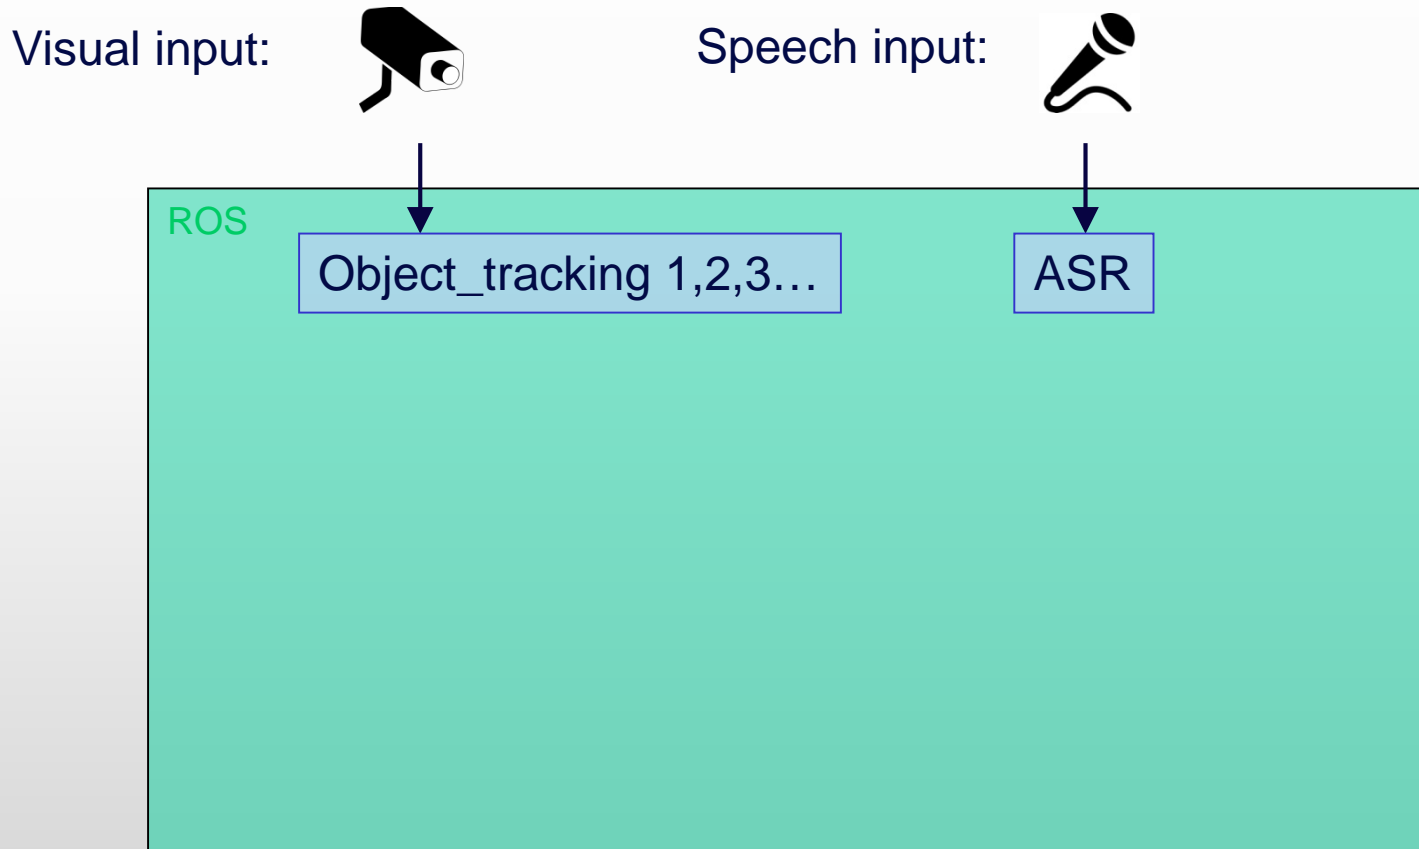 Visual input:
Speech input:
ROS
Object_tracking 1,2,3…
ASR